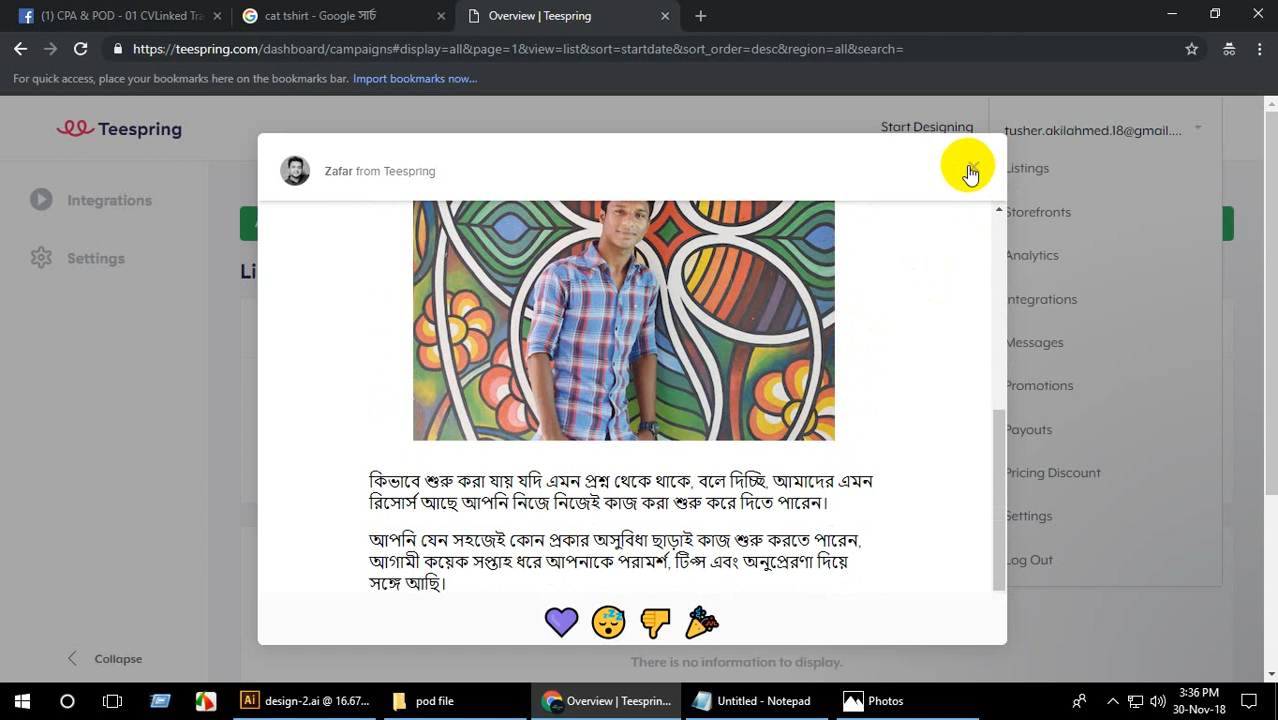 (1) CPA & POD - 01 CVLinked Tra
cat tshirt - Google সার্চ
Overview | Teespring
https://teespring.com/dashboard/campaigns#display=all&page=1&view=list&sort=startdate&sort_order=desc&region=all&search=
For quick access, place your bookmarks here on the bookmarks bar. Import bookmarks now...
Teespring
Start Designing
tusher.akilahmed.18@gmail....
Zafar from Teespring
Listings
Integrations
Storefronts
Settings
Analytics
Li
Integrations
Messages
Promotions
Payouts
Pricing Discount
Settings
Log Out
কিভাবে শুরু করা যায় যদি এমন প্রশ্ন থেকে থাকে, বলে দিচ্ছি, আমাদের এমন
রিসোর্স আছে আপনি নিজে নিজেই কাজ করা শুরু করে দিতে পারেন।
আপনি যেন সহজেই কোন প্রকার অসুবিধা ছাড়াই কাজ শুরু করতে পারেন,
আগামী কয়েক সপ্তাহ ধরে আপনাকে পরামর্শ, টিপ্স এবং অনুপ্রেরণা দিয়ে
সঙ্গে আছি।
Collapse
There is no information to display.
design-2.ai @ 16.67...
pod file
Overview | Teesprin...
Untitled - Notepad
Photos
3:36 PM
30-Nov-18